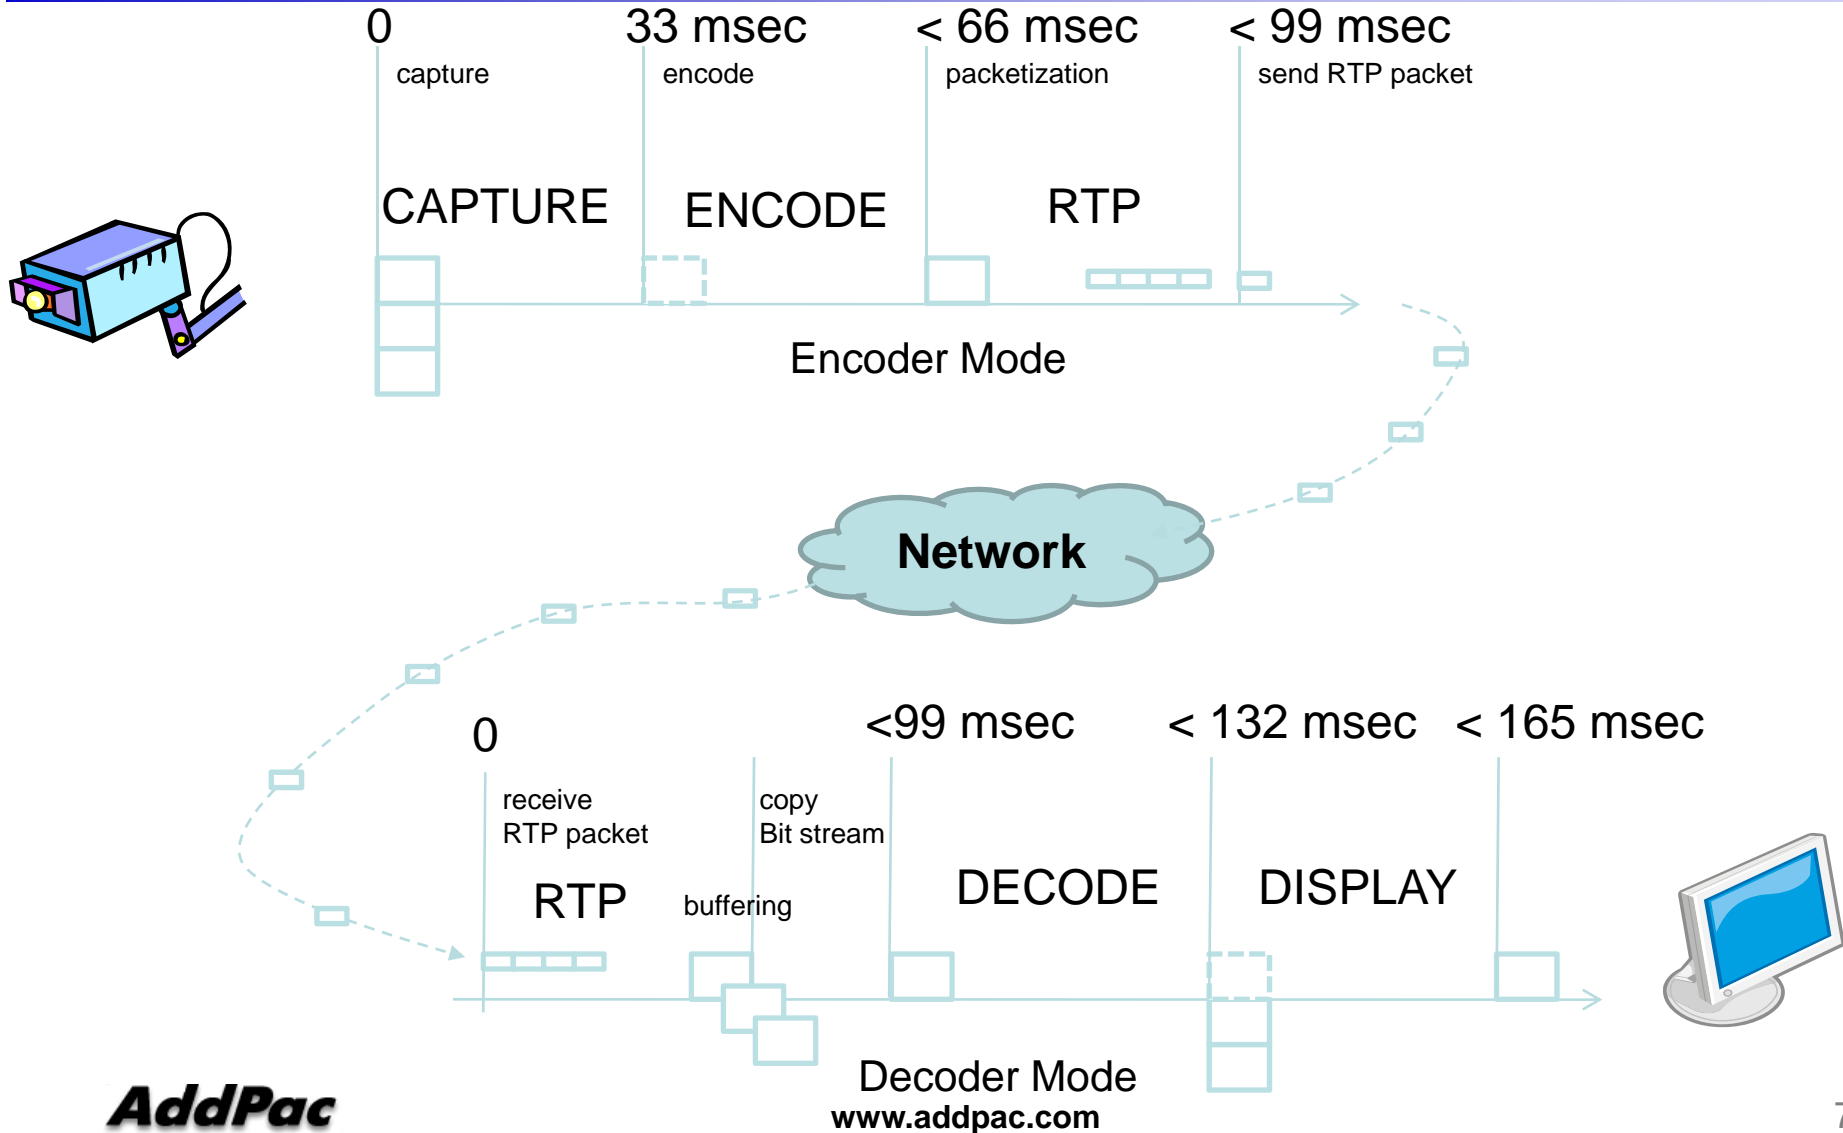 0 33 msec < 66 msec < 99 msec
capture encode packetization send RTP packet
CAPTURE ENCODE RTP
Encoder Mode
Network
0 <99 msec < 132 msec < 165 msec
receive
RTP packet
copy
Bit stream
RTP buffering DECODE DISPLAY
Decoder Mode
AddPac
www.addpac.com